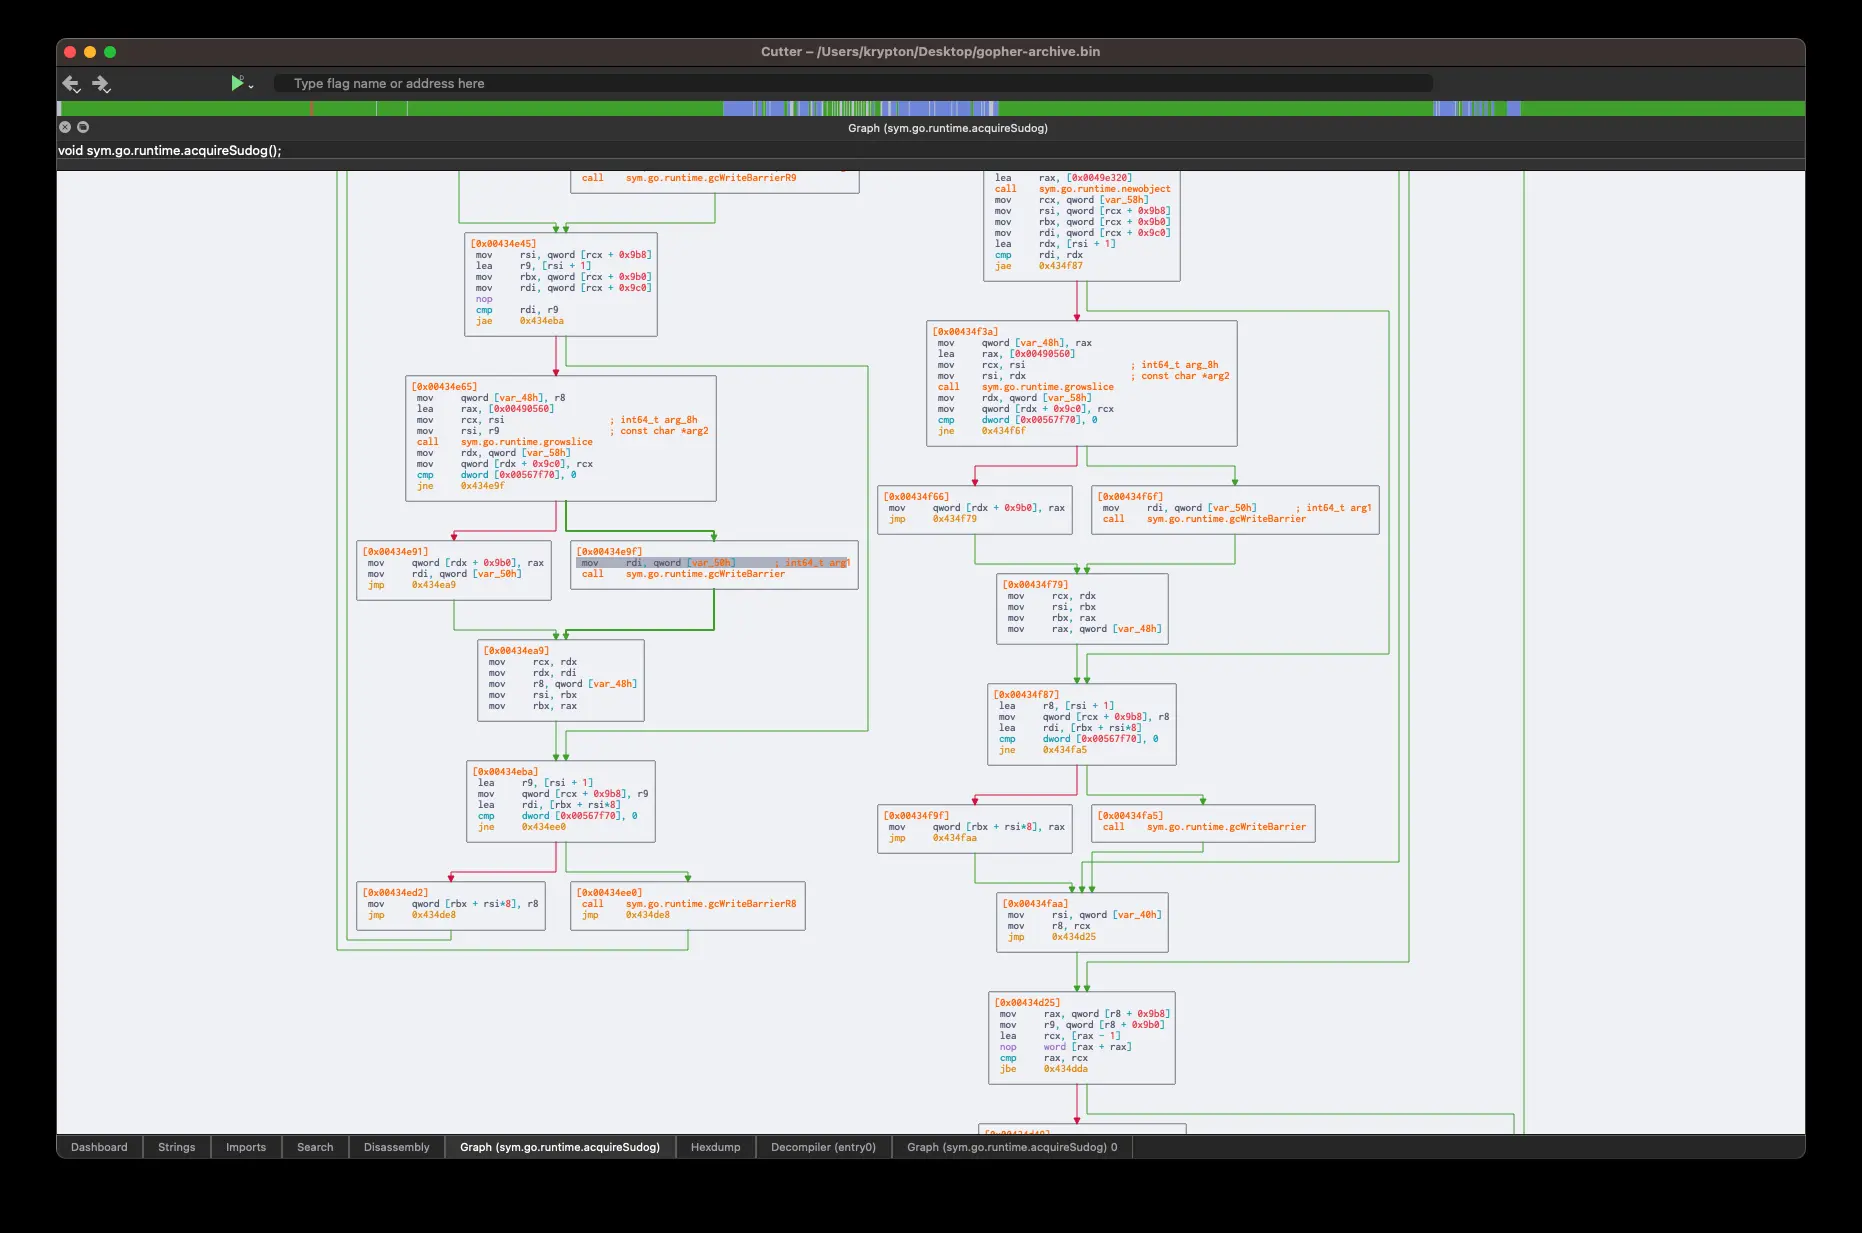 Cutter – /Users/krypton/Desktop/gopher-archive.bin
Type flag name or address here
Graph (sym.go.runtime.acquireSudog)
void sym.go.runtime.acquireSudog();
call sym.go.runtime.gcWriteBarrierR9
[0x00434e45]
mov rsi, qword [rcx + 0x9b8]
lea r9, [rsi + 1]
mov rbx, qword [rcx + 0x9b0]
mov rdi, qword [rcx + 0x9c0]
nop
cmp rdi, r9
jae 0x434eba
[0x00434e65]
mov qword [var_48h], r8
lea rax, [0x00490560]
mov rcx, rsi ; int64_t arg_8h
mov rsi, r9 ; const char *arg2
call sym.go.runtime.growslice
mov rdx, qword [var_58h]
mov qword [rdx + 0x9c0], rcx
cmp dword [0x00567f70], 0
jne 0x434e9f
[0x00434e91]
mov qword [rdx + 0x9b0], rax
mov rdi, qword [var_50h]
jmp 0x434ea9
[0x00434e9f]
mov rdi, qword [var_50h] ; int64_t arg1
call sym.go.runtime.gcWriteBarrier
[0x00434ea9]
mov rcx, rdx
mov rdx, rdi
mov r8, qword [var_48h]
mov rsi, rbx
mov rbx, rax
[0x00434eba]
lea r9, [rsi + 1]
mov qword [rcx + 0x9b8], r9
lea rdi, [rbx + rsi*8]
cmp dword [0x00567f70], 0
jne 0x434ee0
[0x00434ed2]
mov qword [rbx + rsi*8], r8
jmp 0x434de8
[0x00434ee0]
call sym.go.runtime.gcWriteBarrierR8
jmp 0x434de8
lea rax, [0x0049e320]
call sym.go.runtime.newobject
mov rcx, qword [var_58h]
mov rsi, qword [rcx + 0x9b8]
mov rbx, qword [rcx + 0x9b0]
mov rdi, qword [rcx + 0x9c0]
lea rdx, [rsi + 1]
cmp rdi, rdx
jae 0x434f87
[0x00434f3a]
mov qword [var_48h], rax
lea rax, [0x00490560]
mov rcx, rsi ; int64_t arg_8h
mov rsi, rdx ; const char *arg2
call sym.go.runtime.growslice
mov rdx, qword [var_58h]
mov qword [rdx + 0x9c0], rcx
cmp dword [0x00567f70], 0
jne 0x434f6f
[0x00434f66]
mov qword [rdx + 0x9b0], rax
jmp 0x434f79
[0x00434f6f]
mov rdi, qword [var_50h] ; int64_t arg1
call sym.go.runtime.gcWriteBarrier
[0x00434f79]
mov rcx, rdx
mov rsi, rbx
mov rbx, rax
mov rax, qword [var_48h]
[0x00434f87]
lea r8, [rsi + 1]
mov qword [rcx + 0x9b8], r8
lea rdi, [rbx + rsi*8]
cmp dword [0x00567f70], 0
jne 0x434fa5
[0x00434f9f]
mov qword [rbx + rsi*8], rax
jmp 0x434faa
[0x00434fa5]
call sym.go.runtime.gcWriteBarrier
[0x00434faa]
mov rsi, qword [var_40h]
mov r8, rcx
jmp 0x434d25
[0x00434d25]
mov rax, qword [r8 + 0x9b8]
mov r9, qword [r8 + 0x9b0]
lea rcx, [rax - 1]
nop word [rax + rax]
cmp rax, rcx
jbe 0x434dda
Dashboard
Strings
Imports
Search
Disassembly
Graph (sym.go.runtime.acquireSudog)
Hexdump
Decompiler (entry0)
Graph (sym.go.runtime.acquireSudog) 0